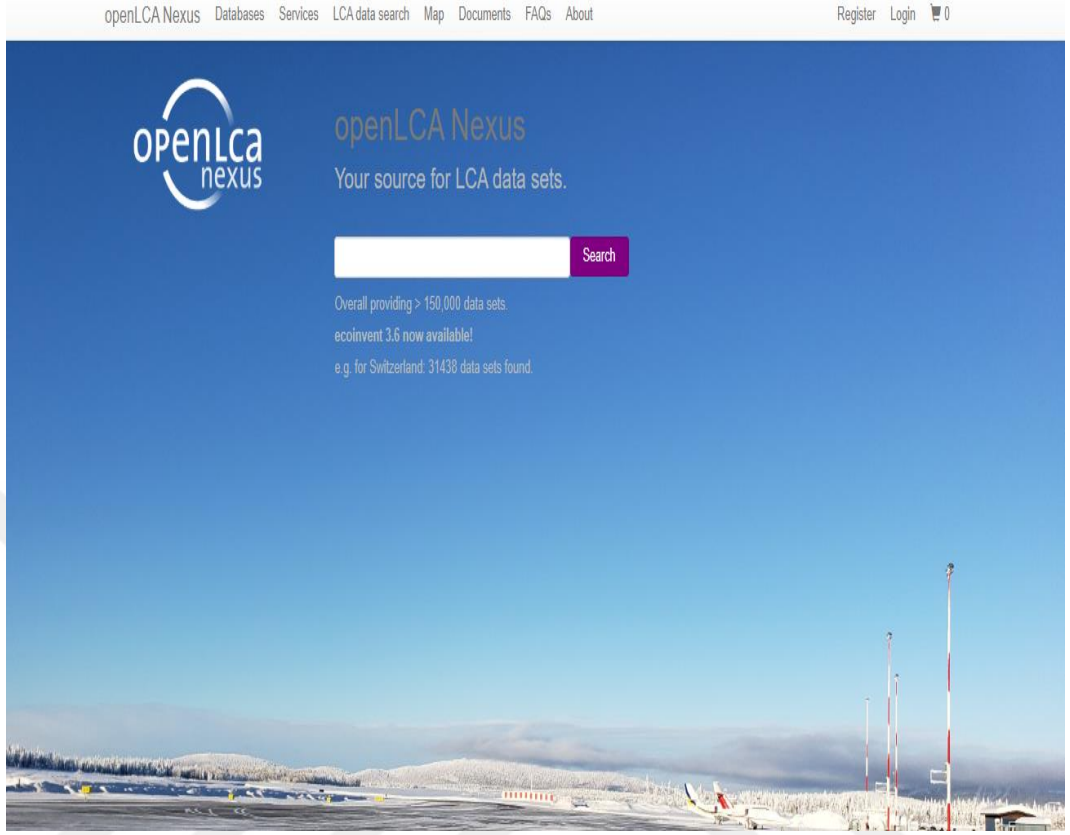 openLCA Nexus Databases Services LCA data search Map Documents FAQs About Register Login 0
openLca
nexus
openLCA Nexus
Your source for LCA data sets.
Search
Overall providing > 150,000 data sets.
ecoinvent 3.6 now available!
e.g. for Switzerland: 31438 data sets found.